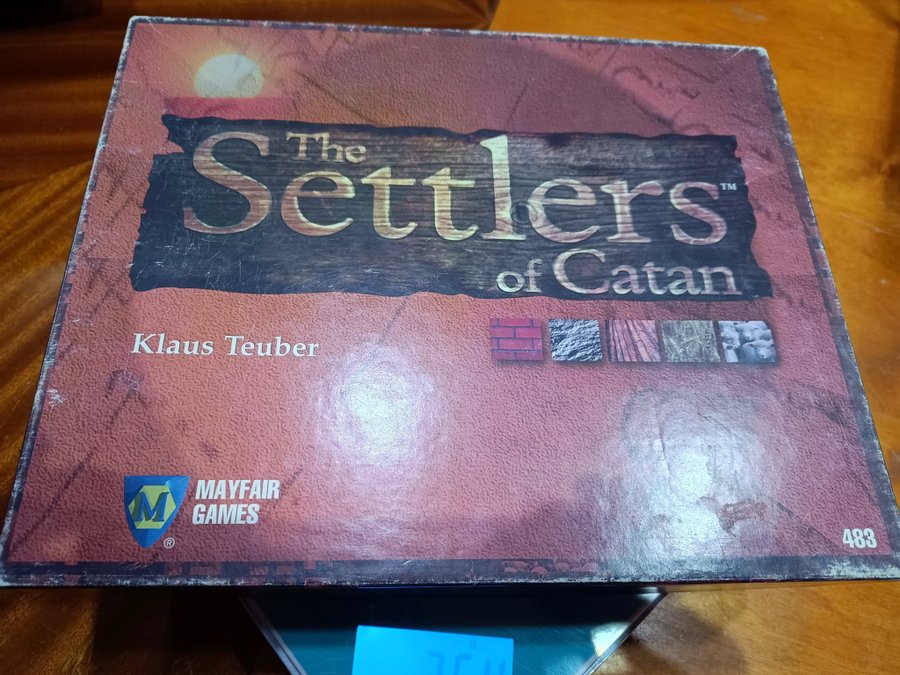 The
Settlers™
of Catan
Klaus Teuber
MAYFAIR
GAMES
M
®
483